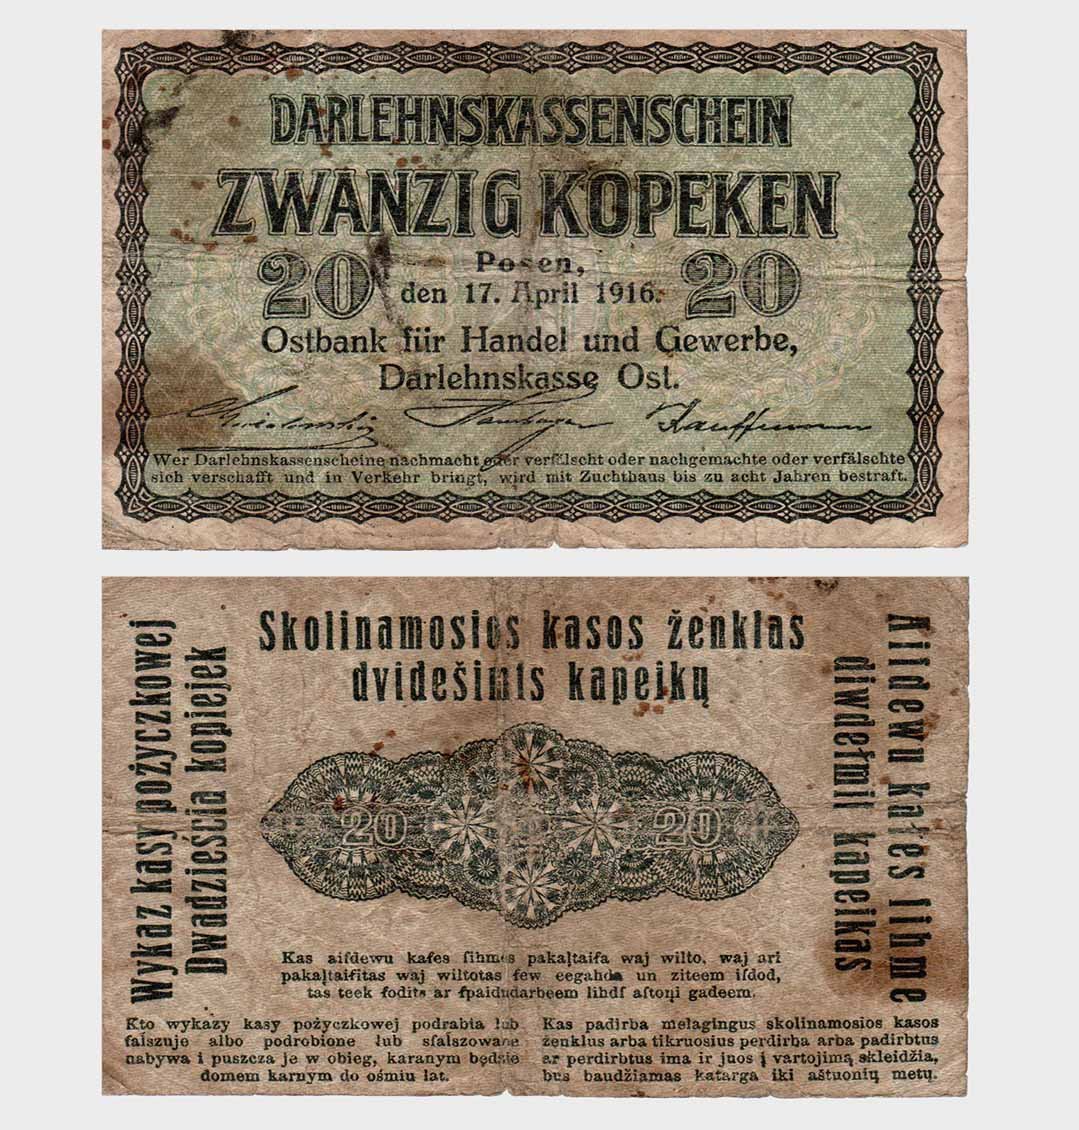 DARLEHNSKASSENSCHEIN
ZWANZIG KOPEKEN
20 20
Posen,
den 17. April 1916.
Ostbank für Handel und Gewerbe,
Darlehnskasse Ost.
Kauffmann
Wer Darlehnskassenscheine nachmacht oder verfälscht oder nachgemachte oder verfälschte
sich verschafft und in Verkehr bringt, wird mit Zuchthaus bis zu acht Jahren bestraft.
Skolinamosios kasos ženklas
dvidešimts kapeikų
Wykaz kasy pożyczkowej
Dwadzieścia kopiejek
Aisdewu kaſes ſihme
diwdeſmit kapeikas
20 20
Kas aiſdewu kaſes ſihmes pakaļtaiſa waj wilto, waj ari
pakaļtaiſitas waj wiltotas ſew eegahda un ziteem iſdod,
tas teek ſodits ar ſpaidudarbeem lihdſ aſtoņi gadeem.
Kto wykazy kasy pożyczkowej podrabia lub
fałszuje albo podrobione lub sfałszowane
nabywa i puszcza je w obieg, karanym będzie
domem karnym do ośmiu lat.
Kas padirba melagingus skolinamosios kasos
ženklus arba tikruosius perdirba arba padirbtus
ar perdirbtus ima ir juos į vartojimą skleidžia,
bus baudžiamas katarga iki aštuonių metų.